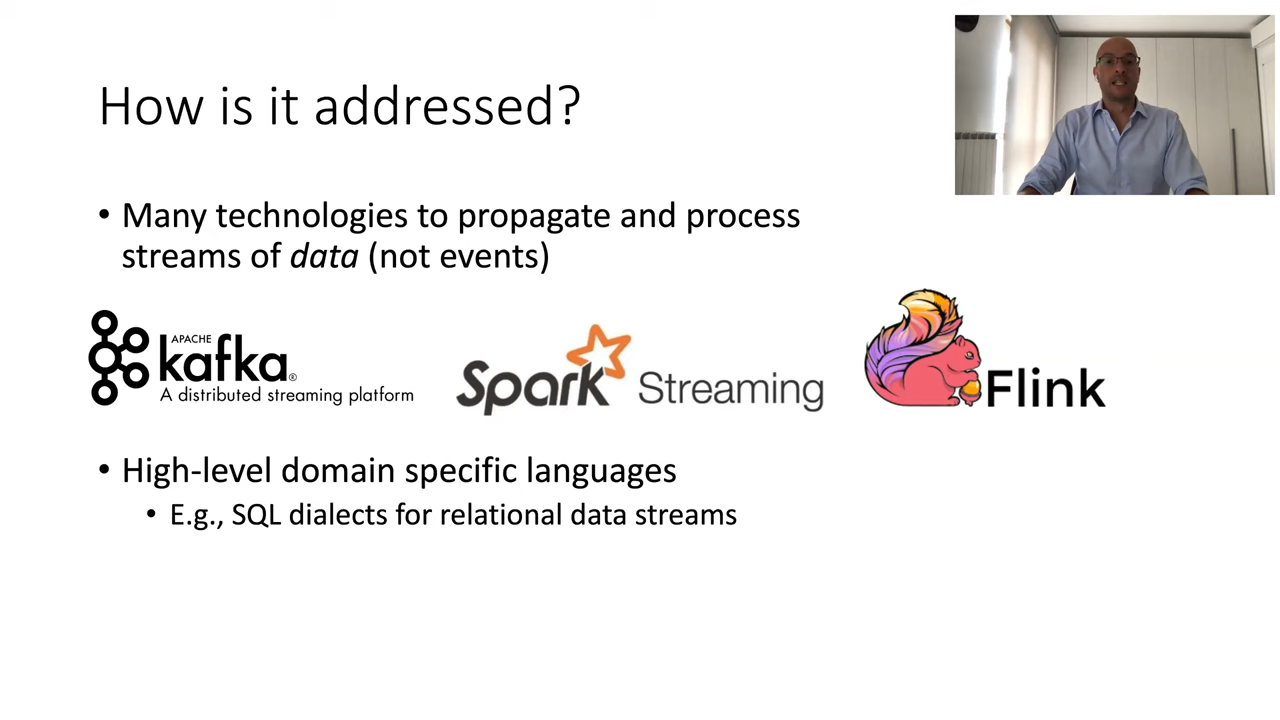 How is it addressed?
• Many technologies to propagate and process
streams of data (not events)
APACHE
kafka®
A distributed streaming platform
Spark Streaming
Flink
• High-level domain specific languages
• E.g., SQL dialects for relational data streams